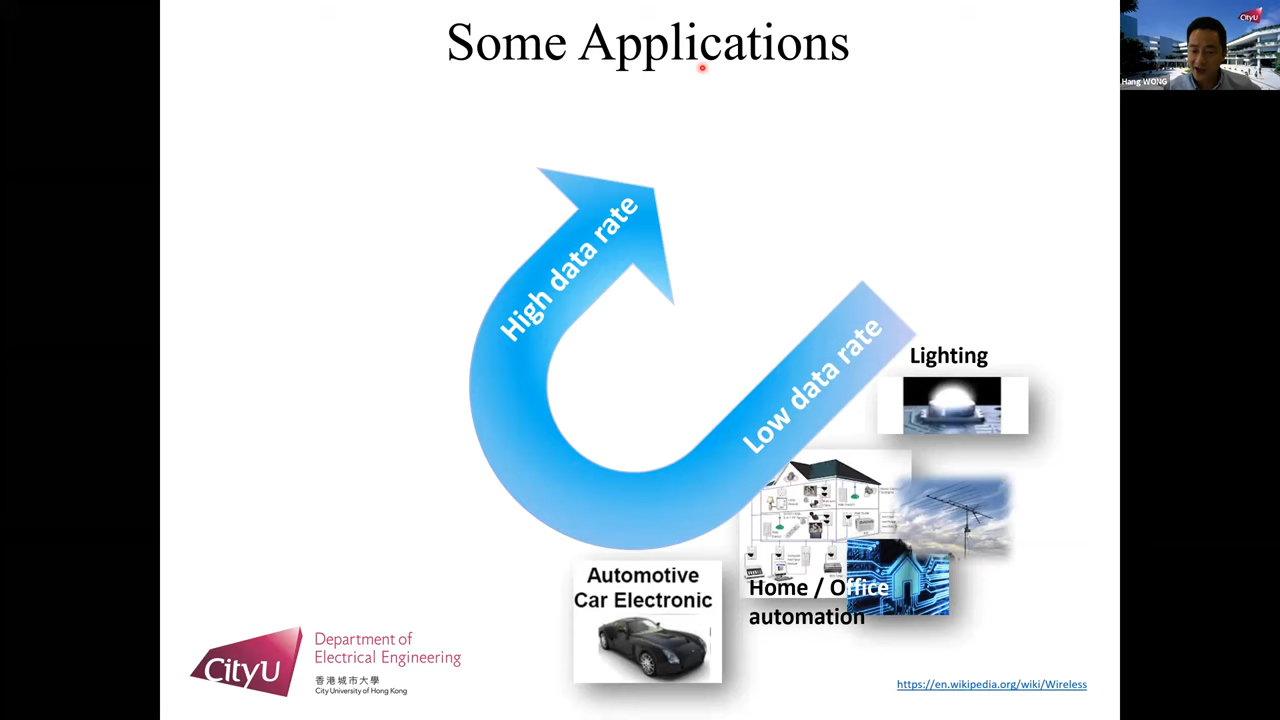 Some Applications
CityU
Hang WONG
High data rate
Low data rate
Lighting
Home / Office
automation
Automotive
Car Electronic
CityU
Department of
Electrical Engineering
香港城市大學
City University of Hong Kong
https://en.wikipedia.org/wiki/Wireless